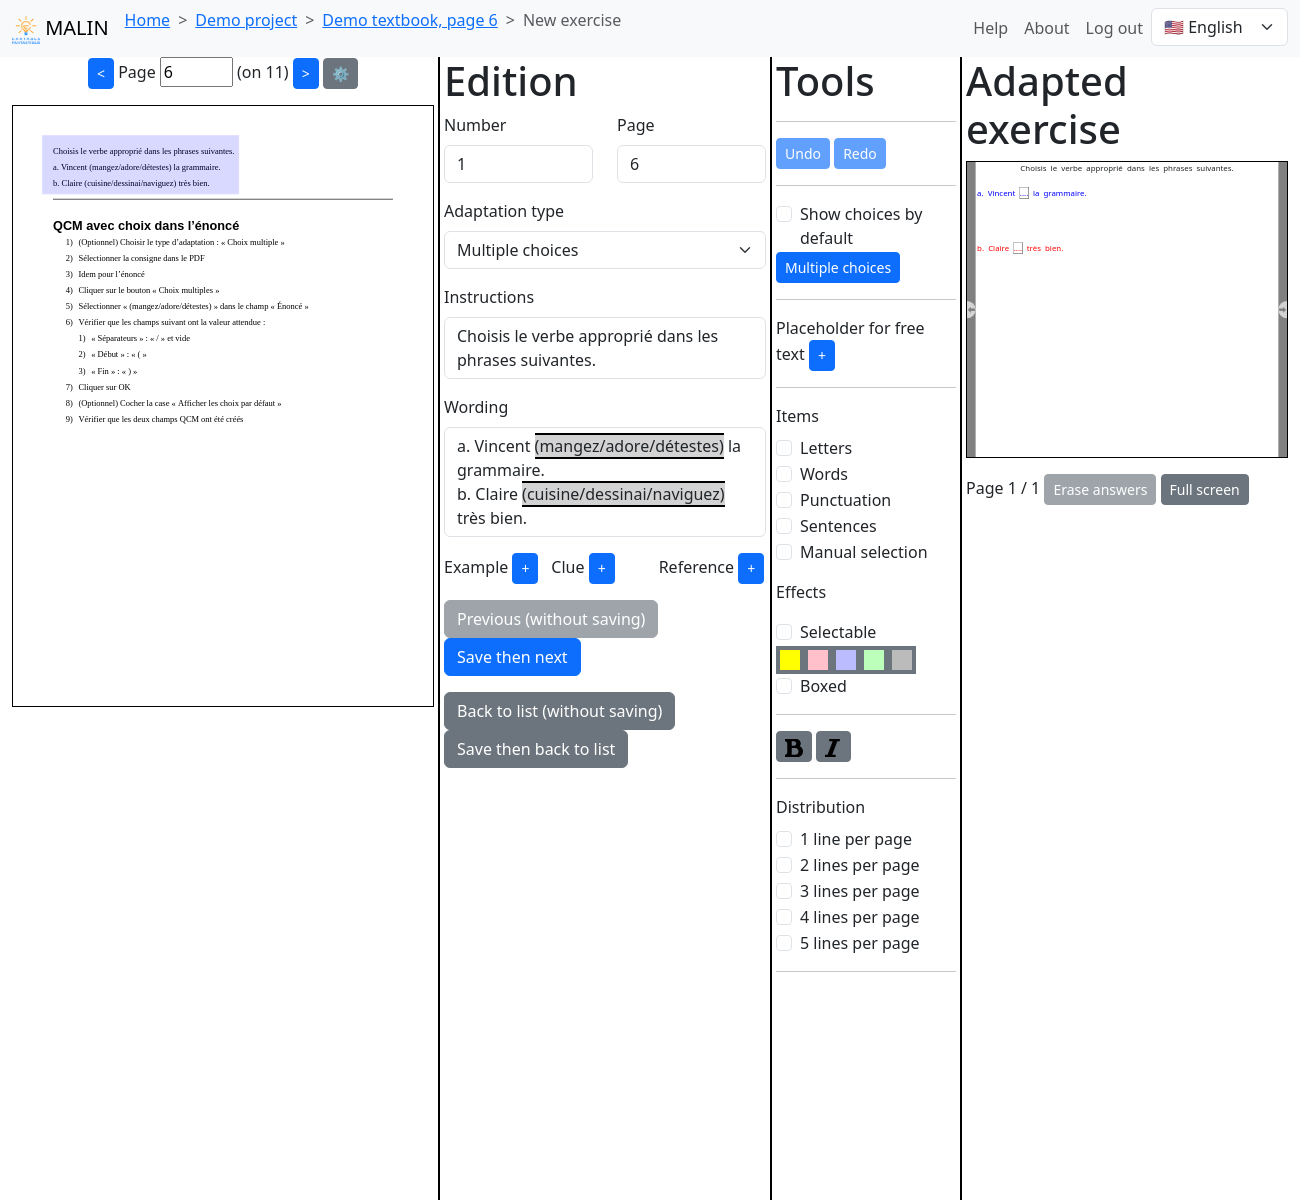 MALIN
Home > Demo project > Demo textbook, page 6 > New exercise
Help About Log out 🇺🇸 English
< Page 6 (on 11) >
Choisis le verbe approprié dans les phrases suivantes.
a. Vincent (mangez/adore/détestes) la grammaire.
b. Claire (cuisine/dessinai/naviguez) très bien.
QCM avec choix dans l'énoncé
1) (Optionnel) Choisir le type d'adaptation : « Choix multiple »
2) Sélectionner la consigne dans le PDF
3) Idem pour l'énoncé
4) Cliquer sur le bouton « Choix multiples »
5) Sélectionner « (mangez/adore/détestes) » dans le champ « Énoncé »
6) Vérifier que les champs suivant ont la valeur attendue :
1) « Séparateurs » : « / » et vide
2) « Début » : « ( »
3) « Fin » : « ) »
7) Cliquer sur OK
8) (Optionnel) Cocher la case « Afficher les choix par défaut »
9) Vérifier que les deux champs QCM ont été créés
Edition
Number Page
1 6
Adaptation type
Multiple choices
Instructions
Choisis le verbe approprié dans les
phrases suivantes.
Wording
a. Vincent (mangez/adore/détestes) la
grammaire.
b. Claire (cuisine/dessinai/naviguez)
très bien.
Example + Clue + Reference +
Previous (without saving)
Save then next
Back to list (without saving)
Save then back to list
Tools
Undo Redo
Show choices by
default
Multiple choices
Placeholder for free
text +
Items
Letters
Words
Punctuation
Sentences
Manual selection
Effects
Selectable
Boxed
B I
Distribution
1 line per page
2 lines per page
3 lines per page
4 lines per page
5 lines per page
Adapted
exercise
Choisis le verbe approprié dans les phrases suivantes.
a. Vincent .... la grammaire.
b. Claire .... très bien.
Page 1 / 1 Erase answers Full screen